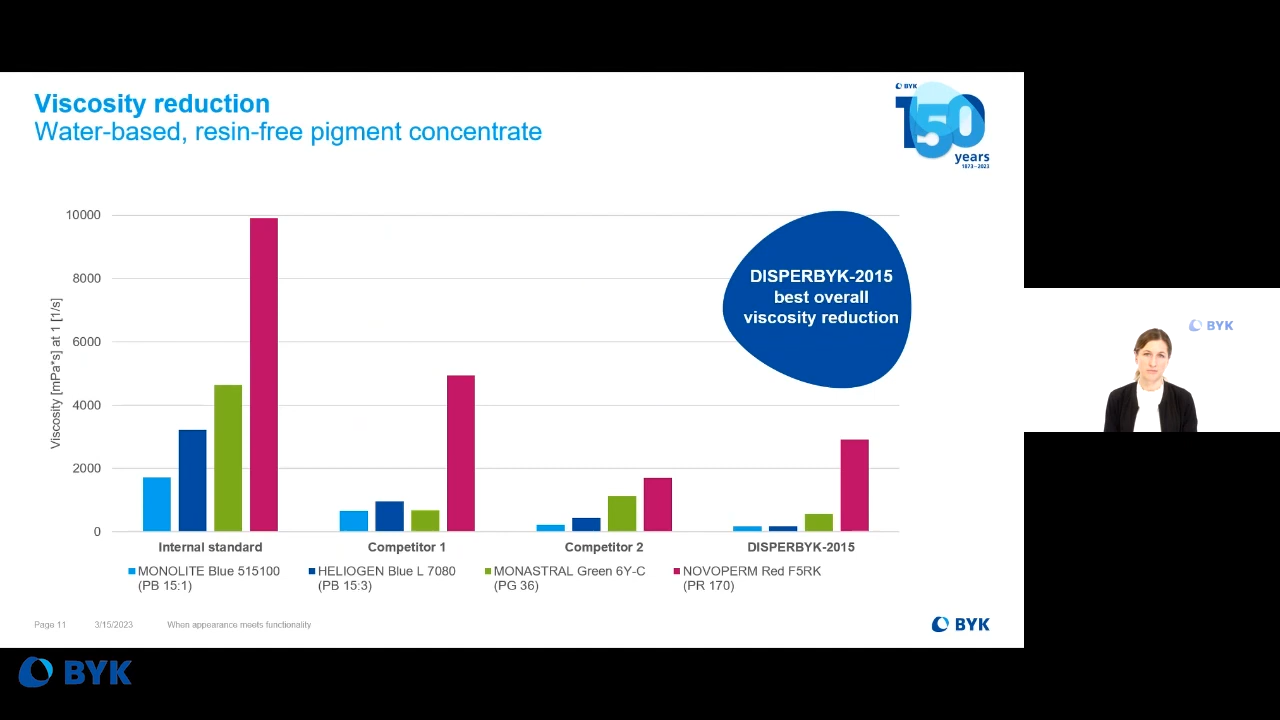 Viscosity reduction
Water-based, resin-free pigment concentrate
BYK
150
years
1873–2023
10000
8000
6000
4000
2000
0
Viscosity [mPa*s] at 1 [1/s]
DISPERBYK-2015
best overall
viscosity reduction
Internal standard
Competitor 1
Competitor 2
DISPERBYK-2015
MONOLITE Blue 515100
(PB 15:1)
HELIOGEN Blue L 7080
(PB 15:3)
MONASTRAL Green 6Y-C
(PG 36)
NOVOPERM Red F5RK
(PR 170)
Page 11
3/15/2023
When appearance meets functionality
BYK
BYK
BYK